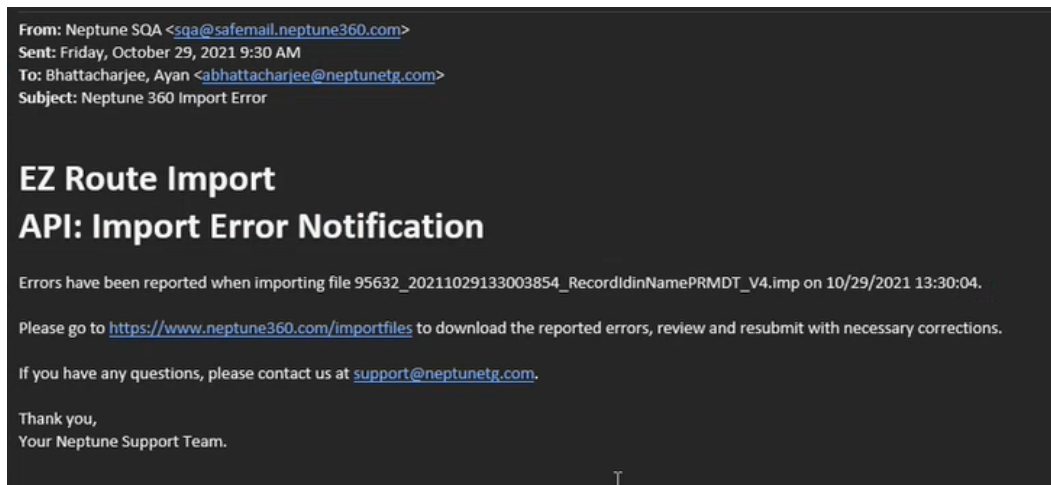 From: Neptune SQA <sqa@safemail.neptune360.com>
Sent: Friday, October 29, 2021 9:30 AM
To: Bhattacharjee, Ayan <abhattacharjee@neptunetg.com>
Subject: Neptune 360 Import Error
EZ Route Import
API: Import Error Notification
Errors have been reported when importing file 95632_20211029133003854_RecordIdinNamePRMDT_V4.imp on 10/29/2021 13:30:04.
Please go to https://www.neptune360.com/importfiles to download the reported errors, review and resubmit with necessary corrections.
If you have any questions, please contact us at support@neptunetg.com.
Thank you,
Your Neptune Support Team.